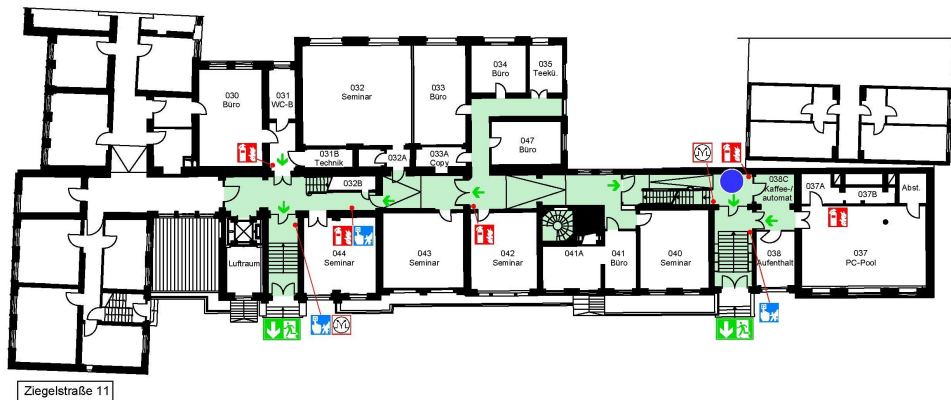 034
Büro
035
Teekü.
030
Büro
031
WC-B
032
Seminar
033
Büro
047
Büro
031B
Technik
032A
033A
Copy
032B
038C
Kaffee-/
automat
037A
037B
Abst.
Luftraum
044
Seminar
043
Seminar
042
Seminar
041A
041
Büro
040
Seminar
038
Aufenthalt
037
PC-Pool
Ziegelstraße 11